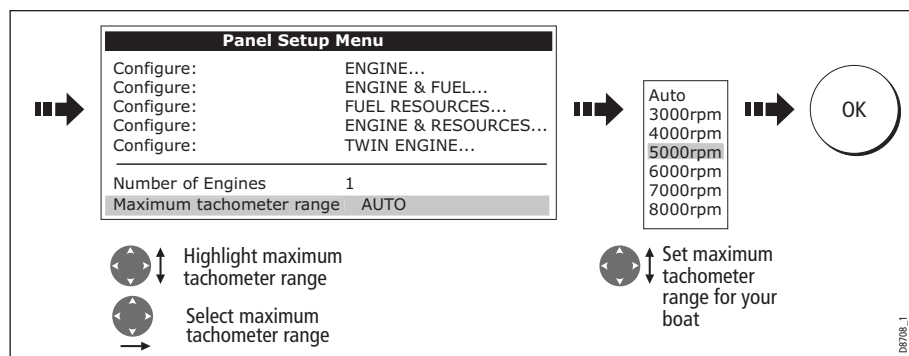 Panel Setup Menu
Configure: ENGINE...
Configure: ENGINE & FUEL...
Configure: FUEL RESOURCES...
Configure: ENGINE & RESOURCES...
Configure: TWIN ENGINE...
Number of Engines 1
Maximum tachometer range AUTO
Highlight maximum
tachometer range
Select maximum
tachometer range
Auto
3000rpm
4000rpm
5000rpm
6000rpm
7000rpm
8000rpm
Set maximum
tachometer
range for your
boat
OK
D8708_1